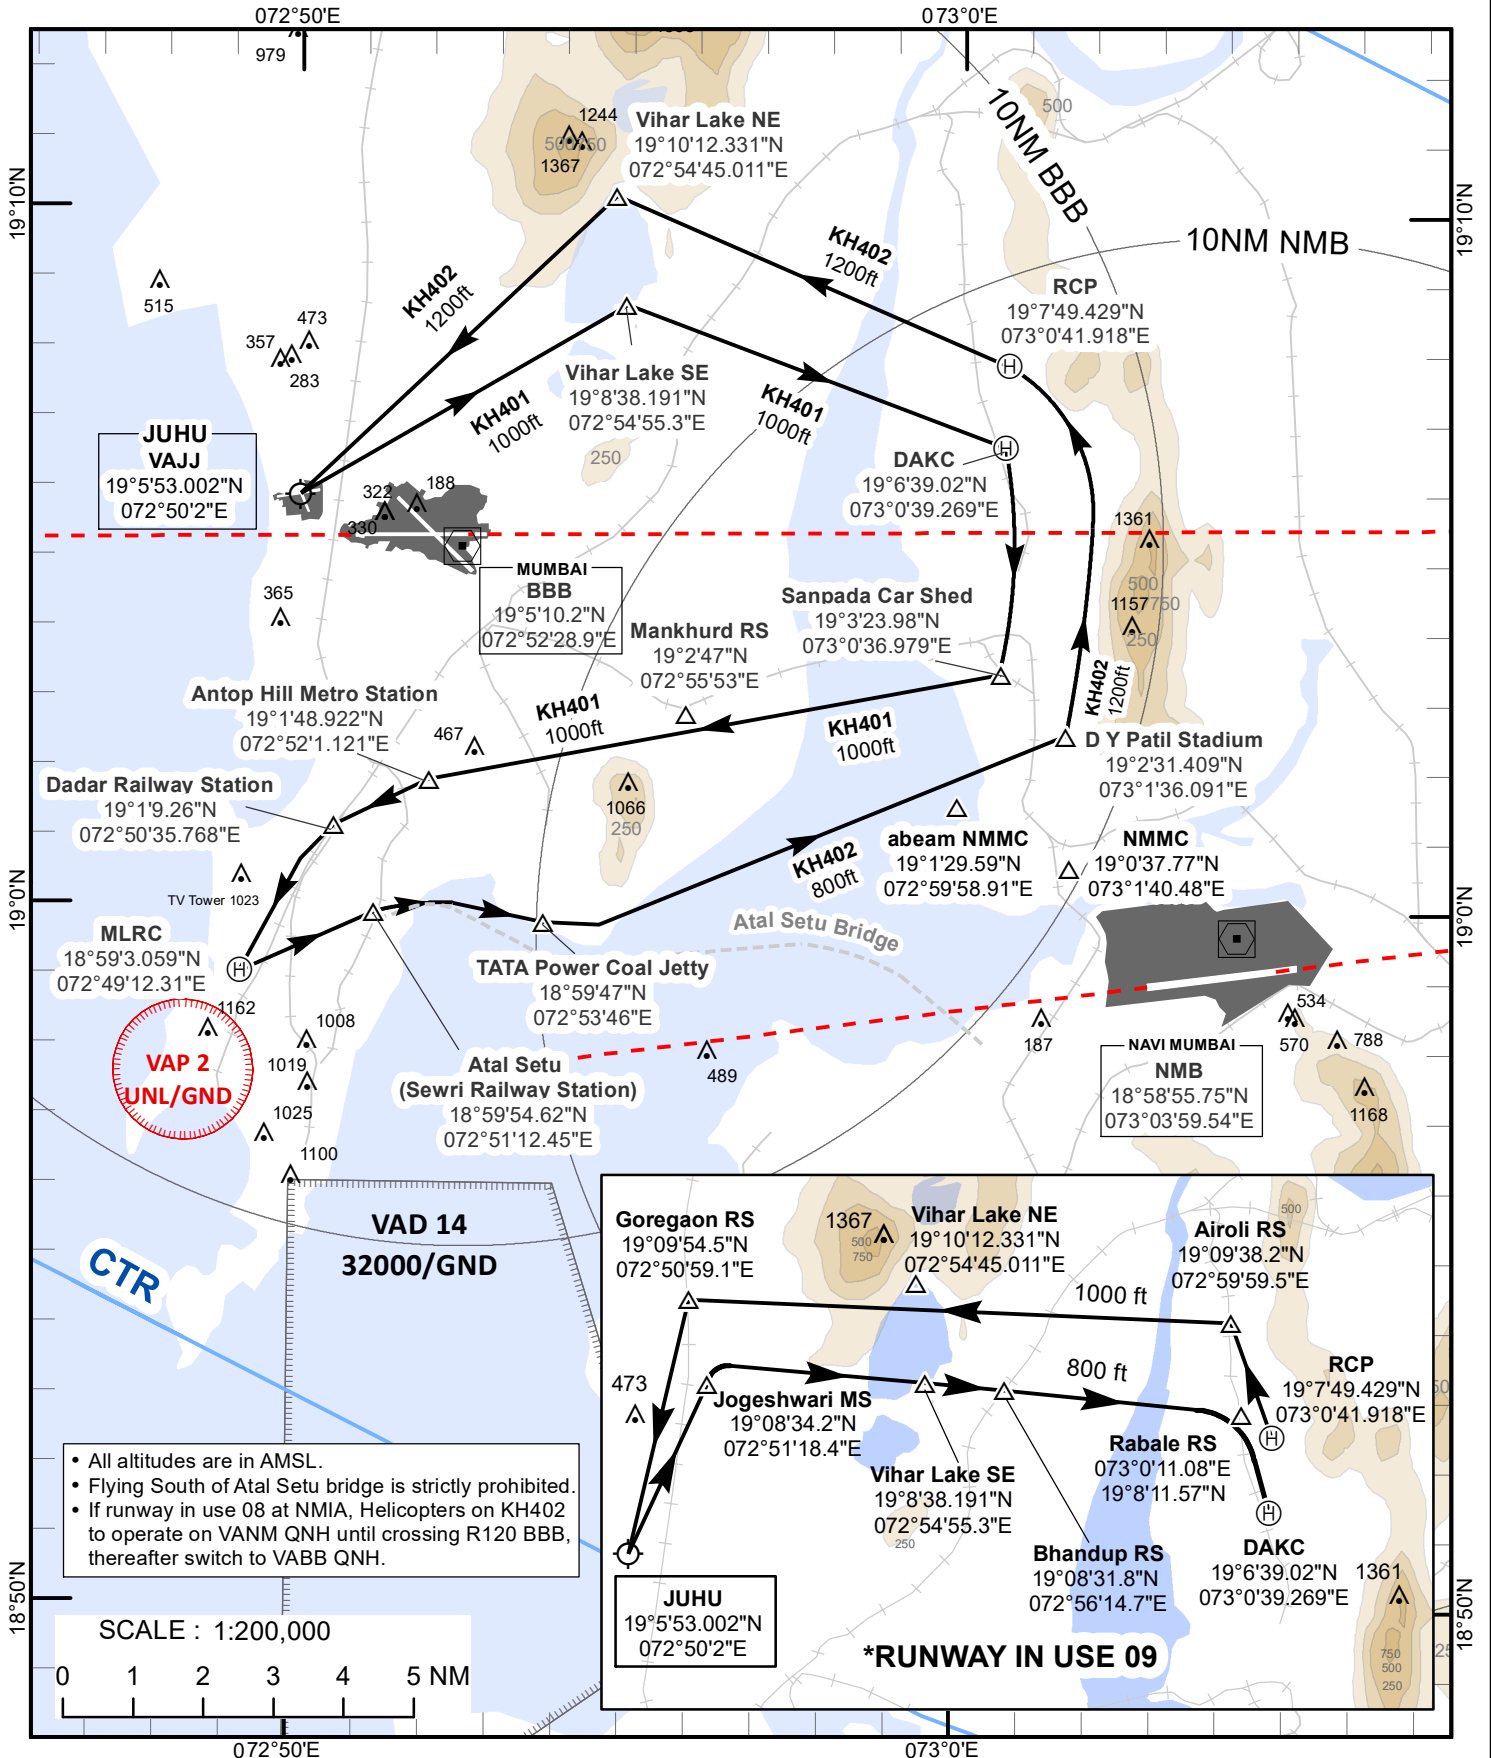 072°50'E
073°0'E
979
1244
500
750
1367
Vihar Lake NE
19°10'12.331"N
072°54'45.011"E
500
10NM BBB
10NM NMB
19°10'N
19°10'N
KH402
1200ft
KH402
1200ft
515
473
357
283
RCP
19°7'49.429"N
073°0'41.918"E
Vihar Lake SE
19°8'38.191"N
072°54'55.3"E
KH401
1000ft
KH401
1000ft
250
JUHU
VAJJ
19°5'53.002"N
072°50'2"E
322
188
330
DAKC
19°6'39.02"N
073°0'39.269"E
1361
500
1157
750
250
365
MUMBAI
BBB
19°5'10.2"N
072°52'28.9"E
Sanpada Car Shed
19°3'23.98"N
073°0'36.979"E
Mankhurd RS
19°2'47"N
072°55'53"E
Antop Hill Metro Station
19°1'48.922"N
072°52'1.121"E
467
KH401
1000ft
KH401
1000ft
KH402
1200ft
D Y Patil Stadium
19°2'31.409"N
073°1'36.091"E
Dadar Railway Station
19°1'9.26"N
072°50'35.768"E
1066
250
abeam NMMC
19°1'29.59"N
072°59'58.91"E
NMMC
19°0'37.77"N
073°1'40.48"E
KH402
800ft
TV Tower 1023
19°0'N
19°0'N
MLRC
18°59'3.059"N
072°49'12.31"E
Atal Setu Bridge
TATA Power Coal Jetty
18°59'47"N
072°53'46"E
1162
1008
1019
VAP 2
UNL/GND
1025
1100
Atal Setu
(Sewri Railway Station)
18°59'54.62"N
072°51'12.45"E
489
187
NAVI MUMBAI
NMB
18°58'55.75"N
073°03'59.54"E
534
570
788
1168
VAD 14
32000/GND
CTR
Goregaon RS
19°09'54.5"N
072°50'59.1"E
1367
500
750
Vihar Lake NE
19°10'12.331"N
072°54'45.011"E
500
Airoli RS
19°09'38.2"N
072°59'59.5"E
1000 ft
800 ft
RCP
19°7'49.429"N
073°0'41.918"E
473
Jogeshwari MS
19°08'34.2"N
072°51'18.4"E
Vihar Lake SE
19°8'38.191"N
072°54'55.3"E
250
Rabale RS
073°0'11.08"E
19°8'11.57"N
Bhandup RS
19°08'31.8"N
072°56'14.7"E
DAKC
19°6'39.02"N
073°0'39.269"E
1361
750
500
250
JUHU
19°5'53.002"N
072°50'2"E
*RUNWAY IN USE 09
• All altitudes are in AMSL.
• Flying South of Atal Setu bridge is strictly prohibited.
• If runway in use 08 at NMIA, Helicopters on KH402
to operate on VANM QNH until crossing R120 BBB,
thereafter switch to VABB QNH.
18°50'N
18°50'N
SCALE : 1:200,000
0 1 2 3 4 5 NM
072°50'E
073°0'E